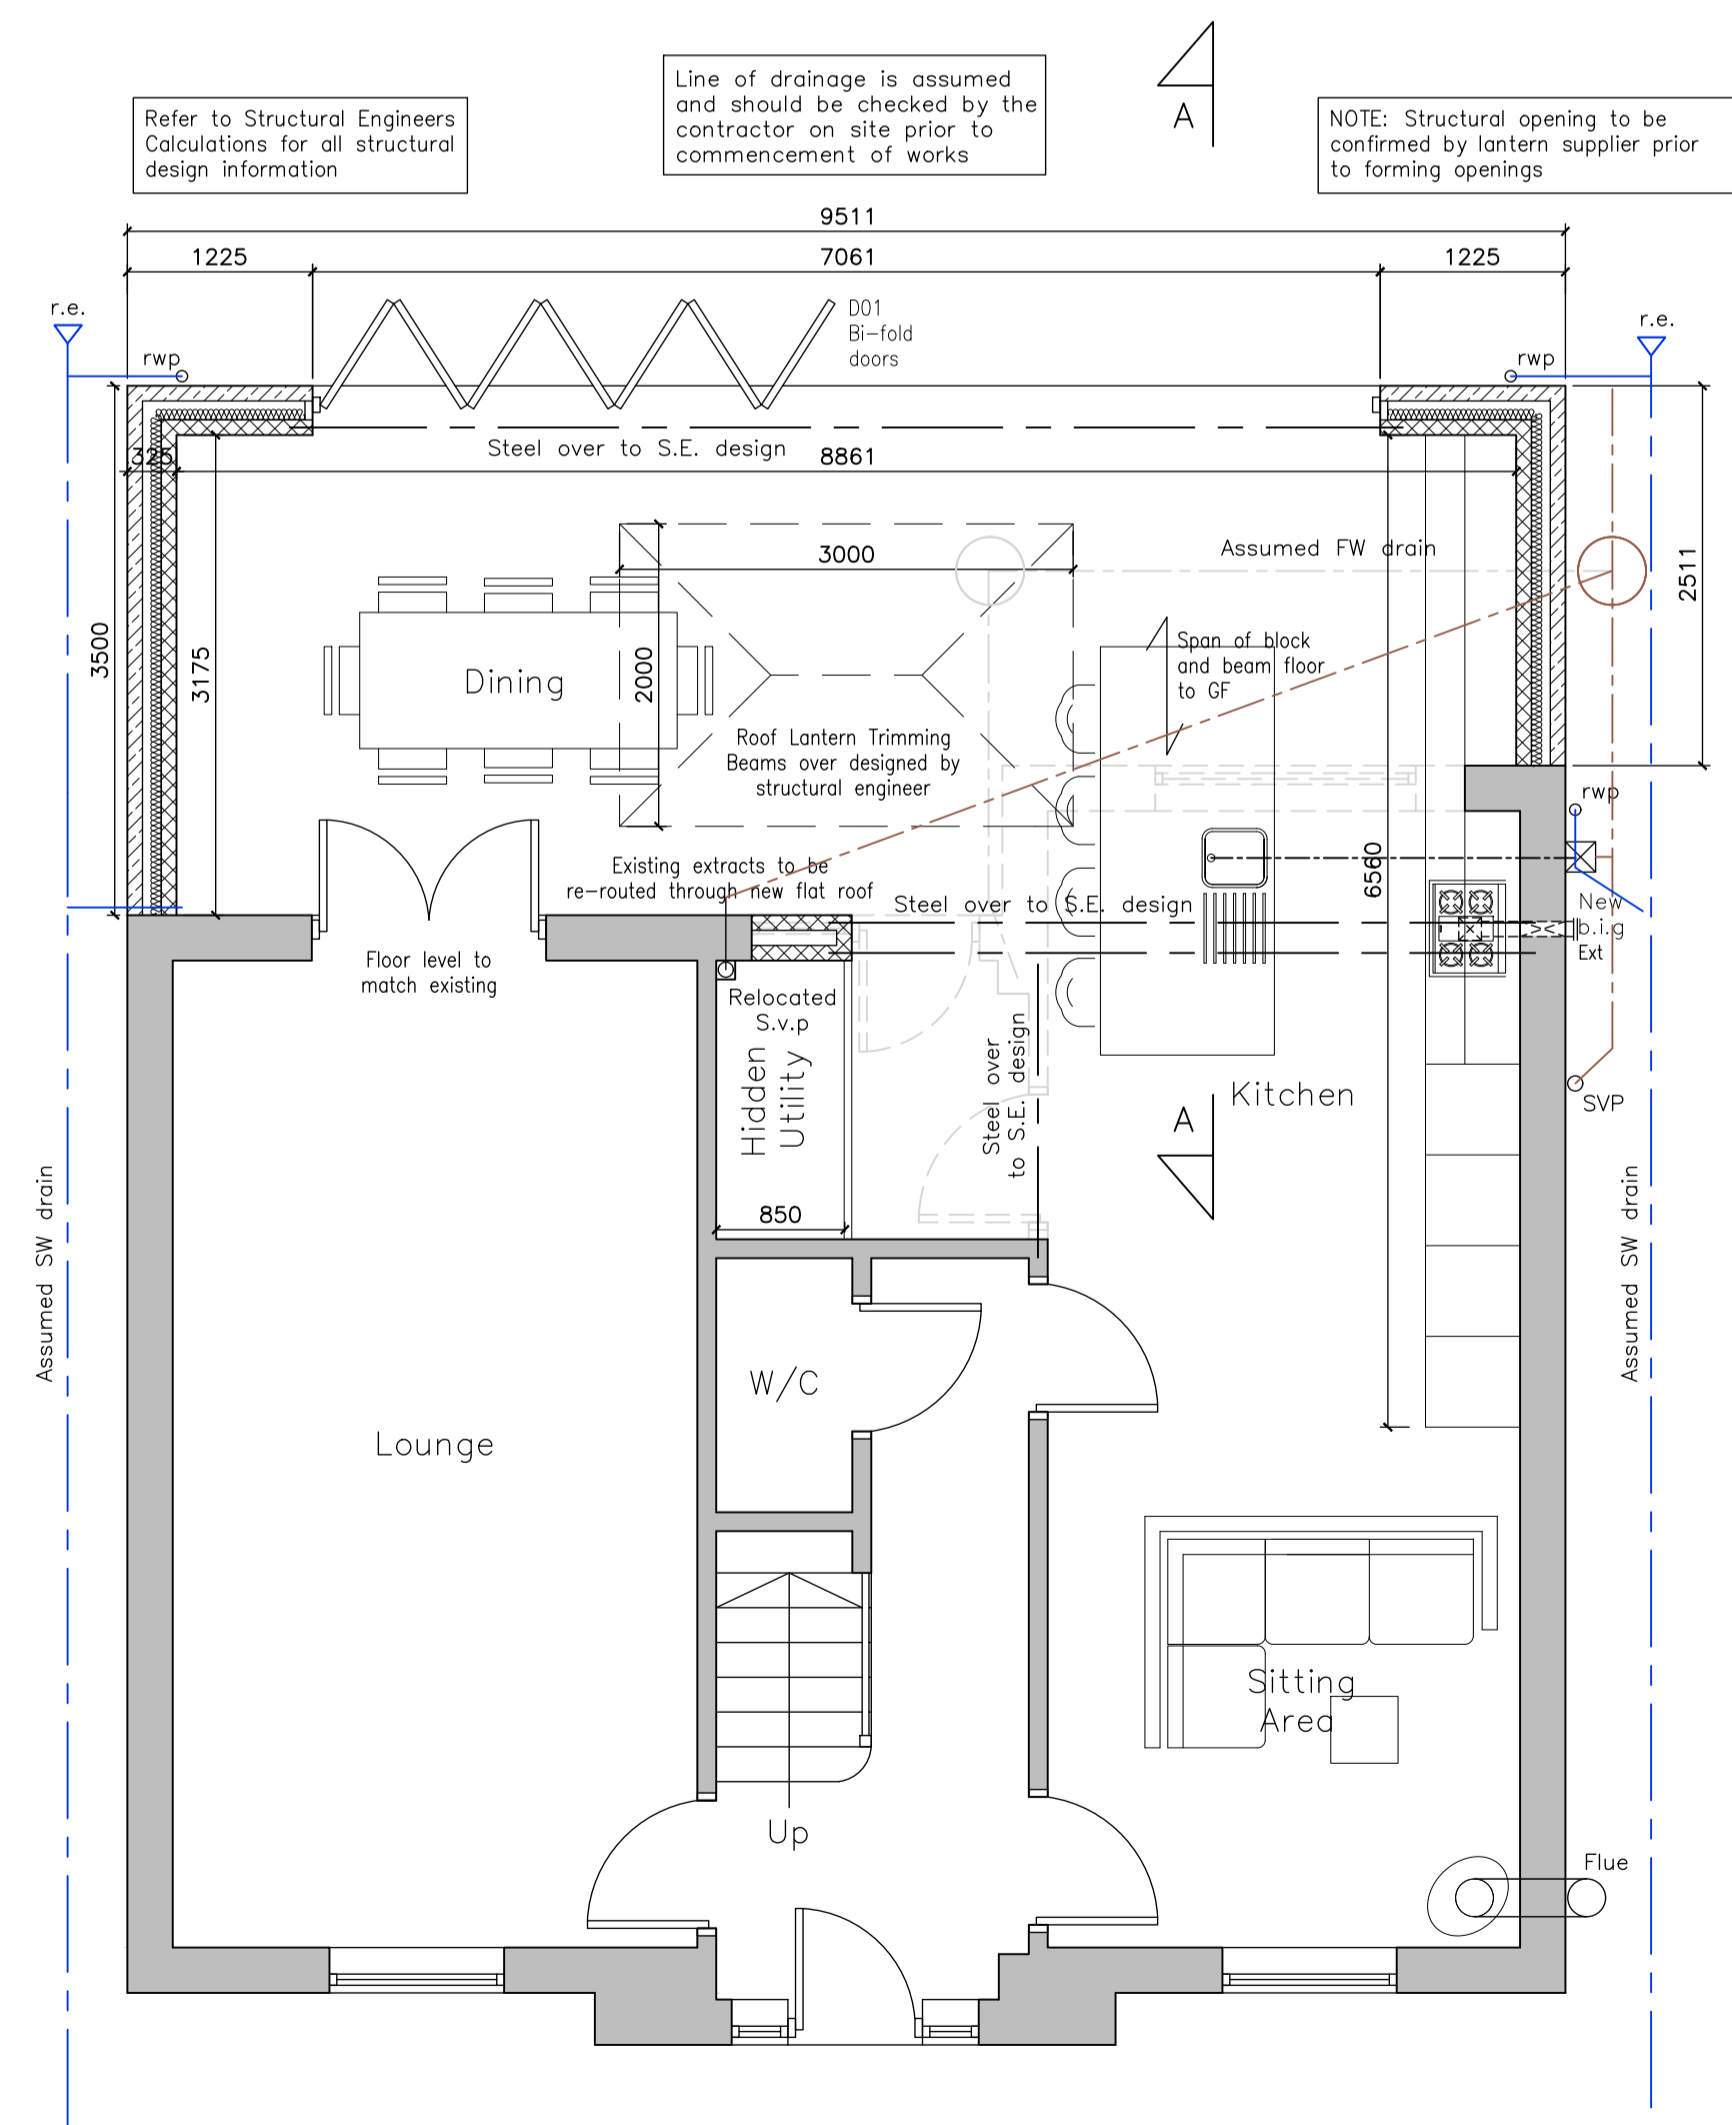 A
Line of drainage is assumed
and should be checked by the
contractor on site prior to
commencement of works
Refer to Structural Engineers
Calculations for all structural
design information
NOTE: Structural opening to be
confirmed by lantern supplier prior
to forming openings
9511
1225
7061
1225
r.e.
rwp
D01
Bi-fold
doors
rwp
r.e.
Steel over to S.E. design
325
8861
3500
3175
3000
2000
Assumed FW drain
2511
Dining
Span of block
and beam floor
to GF
Roof Lantern Trimming
Beams over designed by
structural engineer
rwp
Existing extracts to be
re-routed through new flat roof
Steel over to S.E. design
6560
New
b.i.g
Ext
Floor level to
match existing
Relocated
S.v.p
Hidden
Utility
Steel over
to S.E. design
Kitchen
A
SVP
850
Assumed SW drain
Assumed SW drain
W/C
Lounge
Sitting
Area
Up
Flue